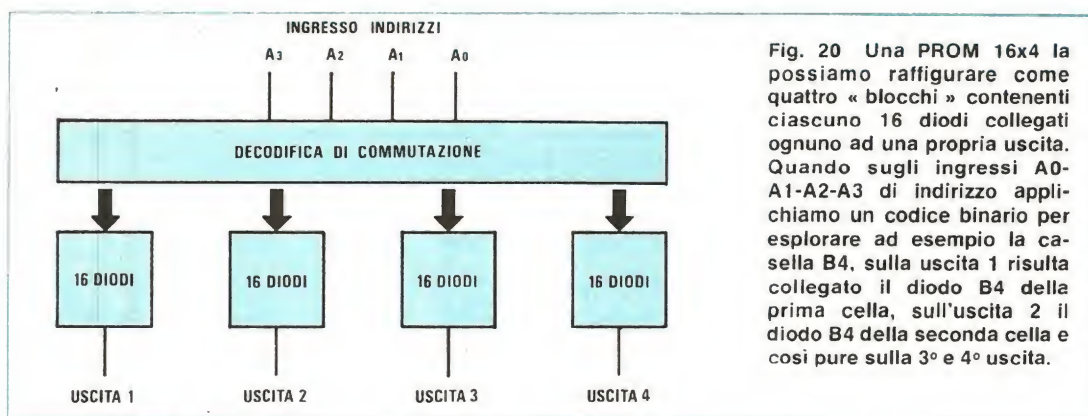 INGRESSO INDIRIZZI
A3 A2 A1 A0
DECODIFICA DI COMMUTAZIONE
16 DIODI 16 DIODI 16 DIODI 16 DIODI
USCITA 1 USCITA 2 USCITA 3 USCITA 4
Fig. 20 Una PROM 16x4 la
possiamo raffigurare come
quattro « blocchi » contenenti
ciascuno 16 diodi collegati
ognuno ad una propria uscita.
Quando sugli ingressi A0-
A1-A2-A3 di indirizzo appli-
chiamo un codice binario per
esplorare ad esempio la ca-
sella B4, sulla uscita 1 risulta
collegato il diodo B4 della
prima cella, sull'uscita 2 il
diodo B4 della seconda cella e
così pure sulla 3º e 4º uscita.